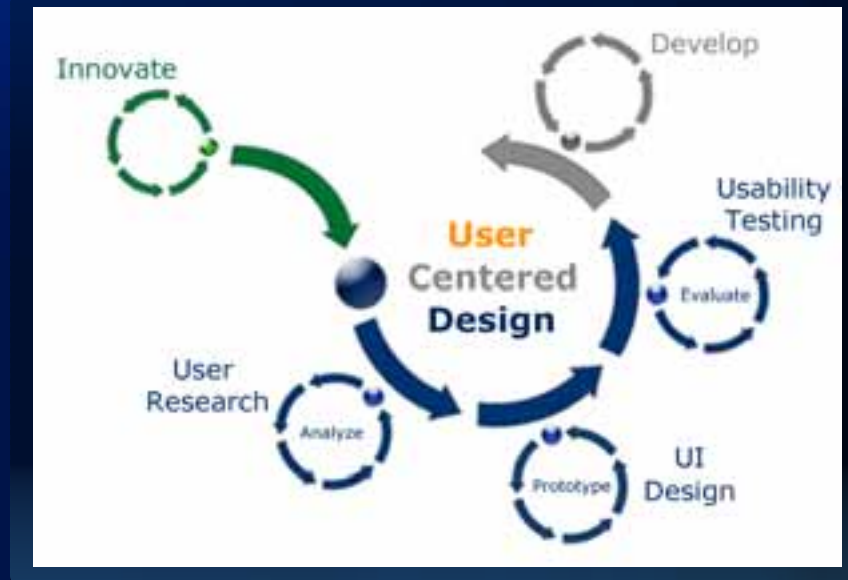 Innovate
Develop
Usability
Testing
User
Centered
Design
Evaluate
User
Research
Analyze
Prototype
UI
Design